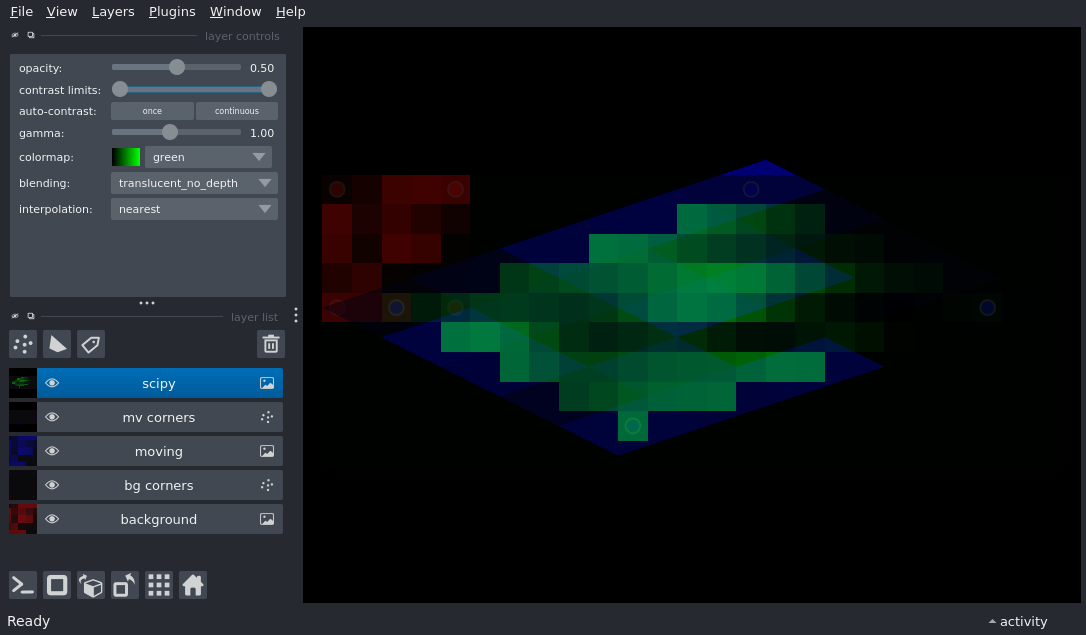 File View Layers Plugins Window Help
layer controls
opacity: 0.50
contrast limits:
auto-contrast: once continuous
gamma: 1.00
colormap: green
blending: translucent_no_depth
interpolation: nearest
layer list
scipy
mv corners
moving
bg corners
background
Ready
activity